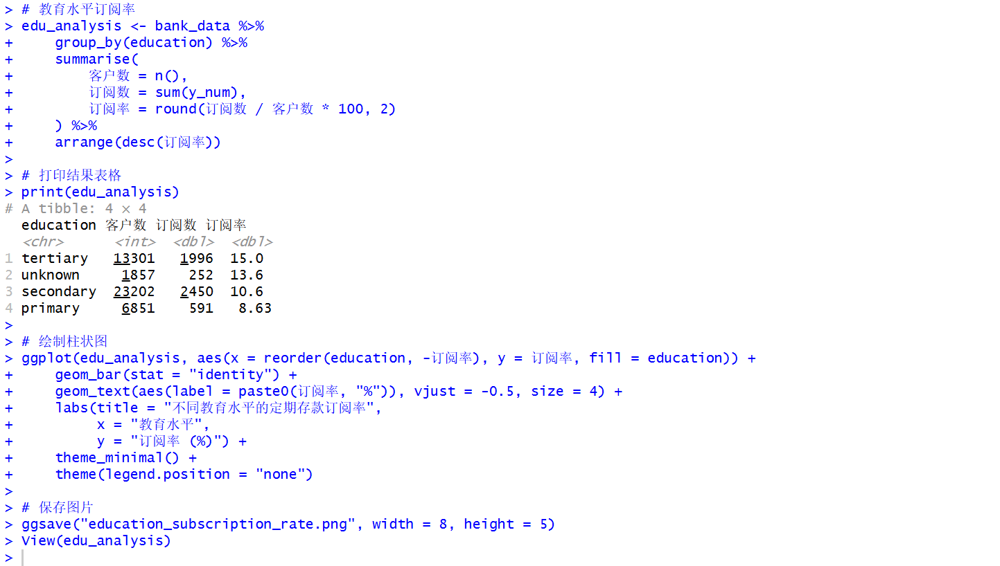 > # 教育水平订阅率
> edu_analysis <- bank_data %>%
+     group_by(education) %>%
+     summarise(
+         客户数 = n(),
+         订阅数 = sum(y_num),
+         订阅率 = round(订阅数 / 客户数 * 100, 2)
+     ) %>%
+     arrange(desc(订阅率))
>
> # 打印结果表格
> print(edu_analysis)
# A tibble: 4 × 4
  education 客户数 订阅数 订阅率
  <chr>      <int>  <dbl>  <dbl>
1 tertiary   13301   1996  15.0
2 unknown     1857    252  13.6
3 secondary  23202   2450  10.6
4 primary     6851    591   8.63
>
> # 绘制柱状图
> ggplot(edu_analysis, aes(x = reorder(education, -订阅率), y = 订阅率, fill = education)) +
+     geom_bar(stat = "identity") +
+     geom_text(aes(label = paste0(订阅率, "%")), vjust = -0.5, size = 4) +
+     labs(title = "不同教育水平的定期存款订阅率",
+          x = "教育水平",
+          y = "订阅率 (%)") +
+     theme_minimal() +
+     theme(legend.position = "none")
>
> # 保存图片
> ggsave("education_subscription_rate.png", width = 8, height = 5)
> View(edu_analysis)
>